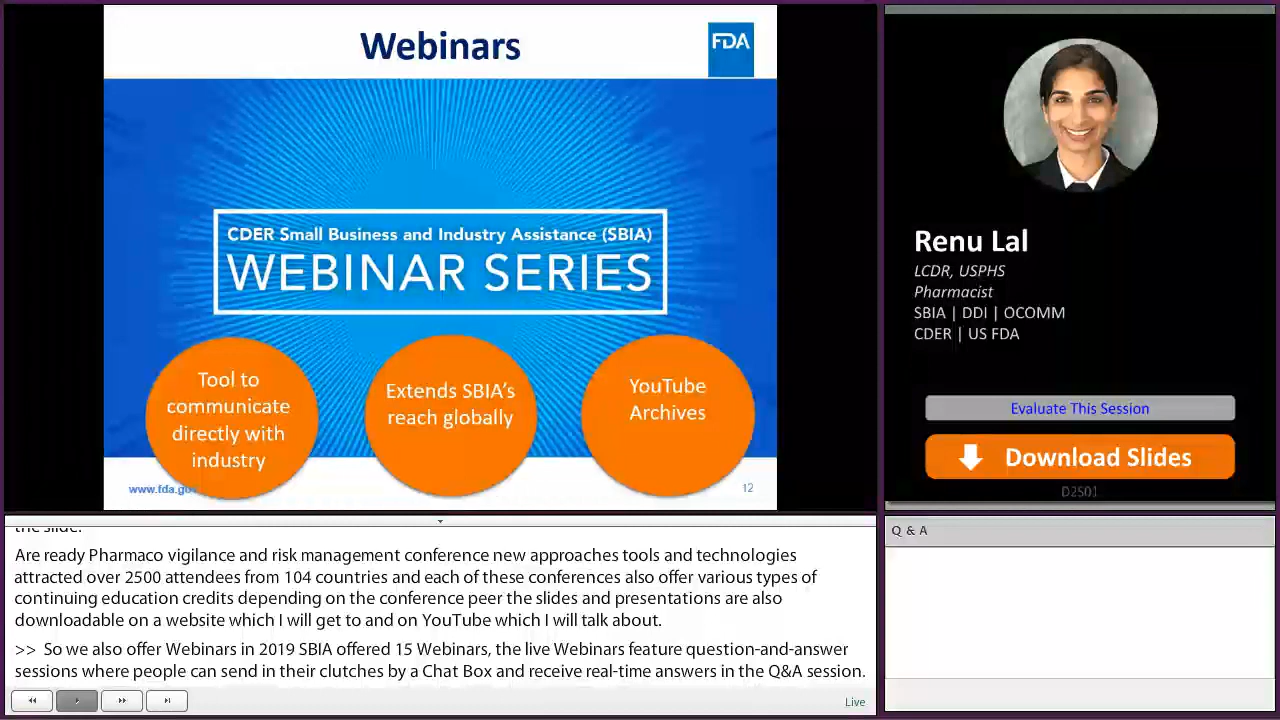 Webinars
FDA
CDER Small Business and Industry Assistance (SBIA)
WEBINAR SERIES
Tool to
communicate
directly with
industry
Extends SBIA's
reach globally
YouTube
Archives
www.fda.go
12
Renu Lal
LCDR, USPHS
Pharmacist
SBIA | DDI | OCOMM
CDER | US FDA
Evaluate This Session
Download Slides
D2S01
the slide.
Are ready Pharmaco vigilance and risk management conference new approaches tools and technologies
attracted over 2500 attendees from 104 countries and each of these conferences also offer various types of
continuing education credits depending on the conference peer the slides and presentations are also
downloadable on a website which I will get to and on YouTube which I will talk about.
>> So we also offer Webinars in 2019 SBIA offered 15 Webinars, the live Webinars feature question-and-answer
sessions where people can send in their clutches by a Chat Box and receive real-time answers in the Q&A session.
Live
Q & A